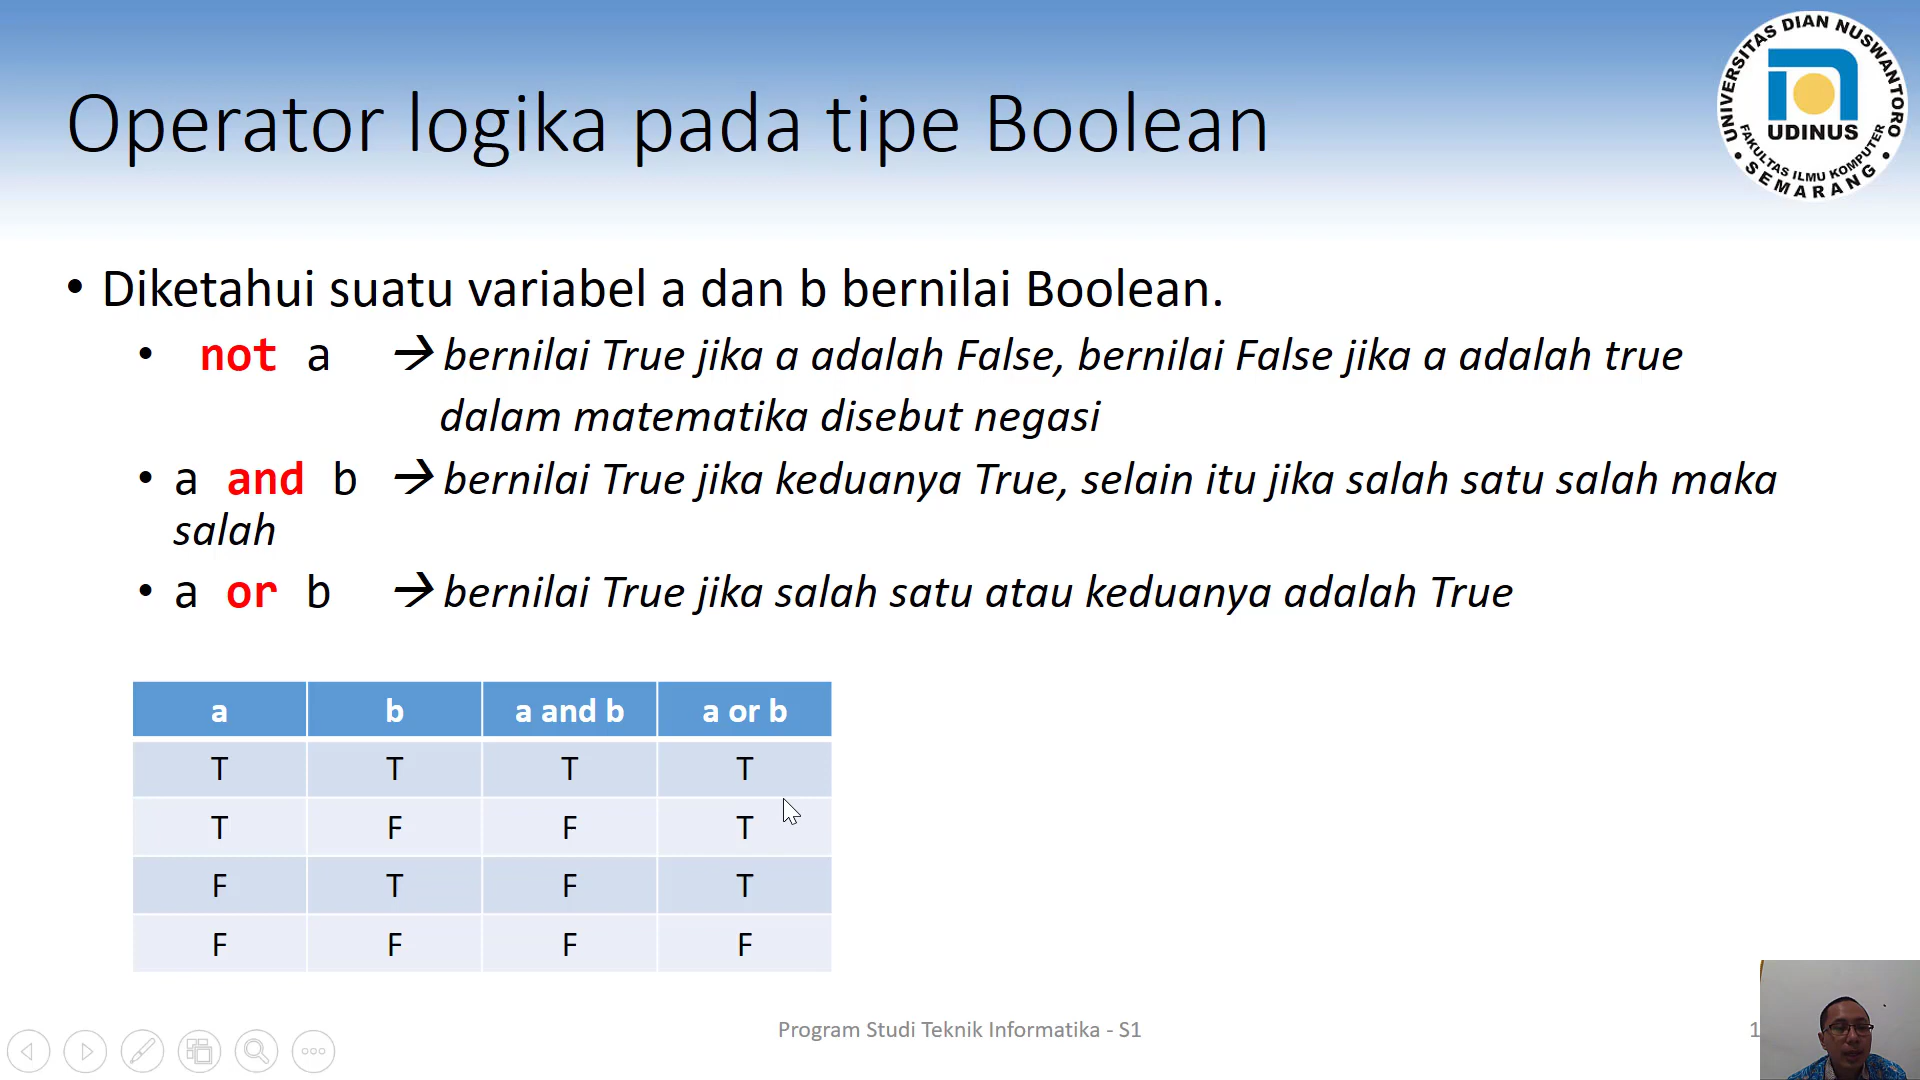 Operator logika pada tipe Boolean
UNIVERSITAS DIAN NUSWANTORO
UDINUS
FAKULTAS ILMU KOMPUTER
• SEMARANG •
• Diketahui suatu variabel a dan b bernilai Boolean.
• not a → bernilai True jika a adalah False, bernilai False jika a adalah true
dalam matematika disebut negasi
• a and b → bernilai True jika keduanya True, selain itu jika salah satu salah maka
salah
• a or b → bernilai True jika salah satu atau keduanya adalah True
a b a and b a or b
T T T T
T F F T
F T F T
F F F F
Program Studi Teknik Informatika - S1